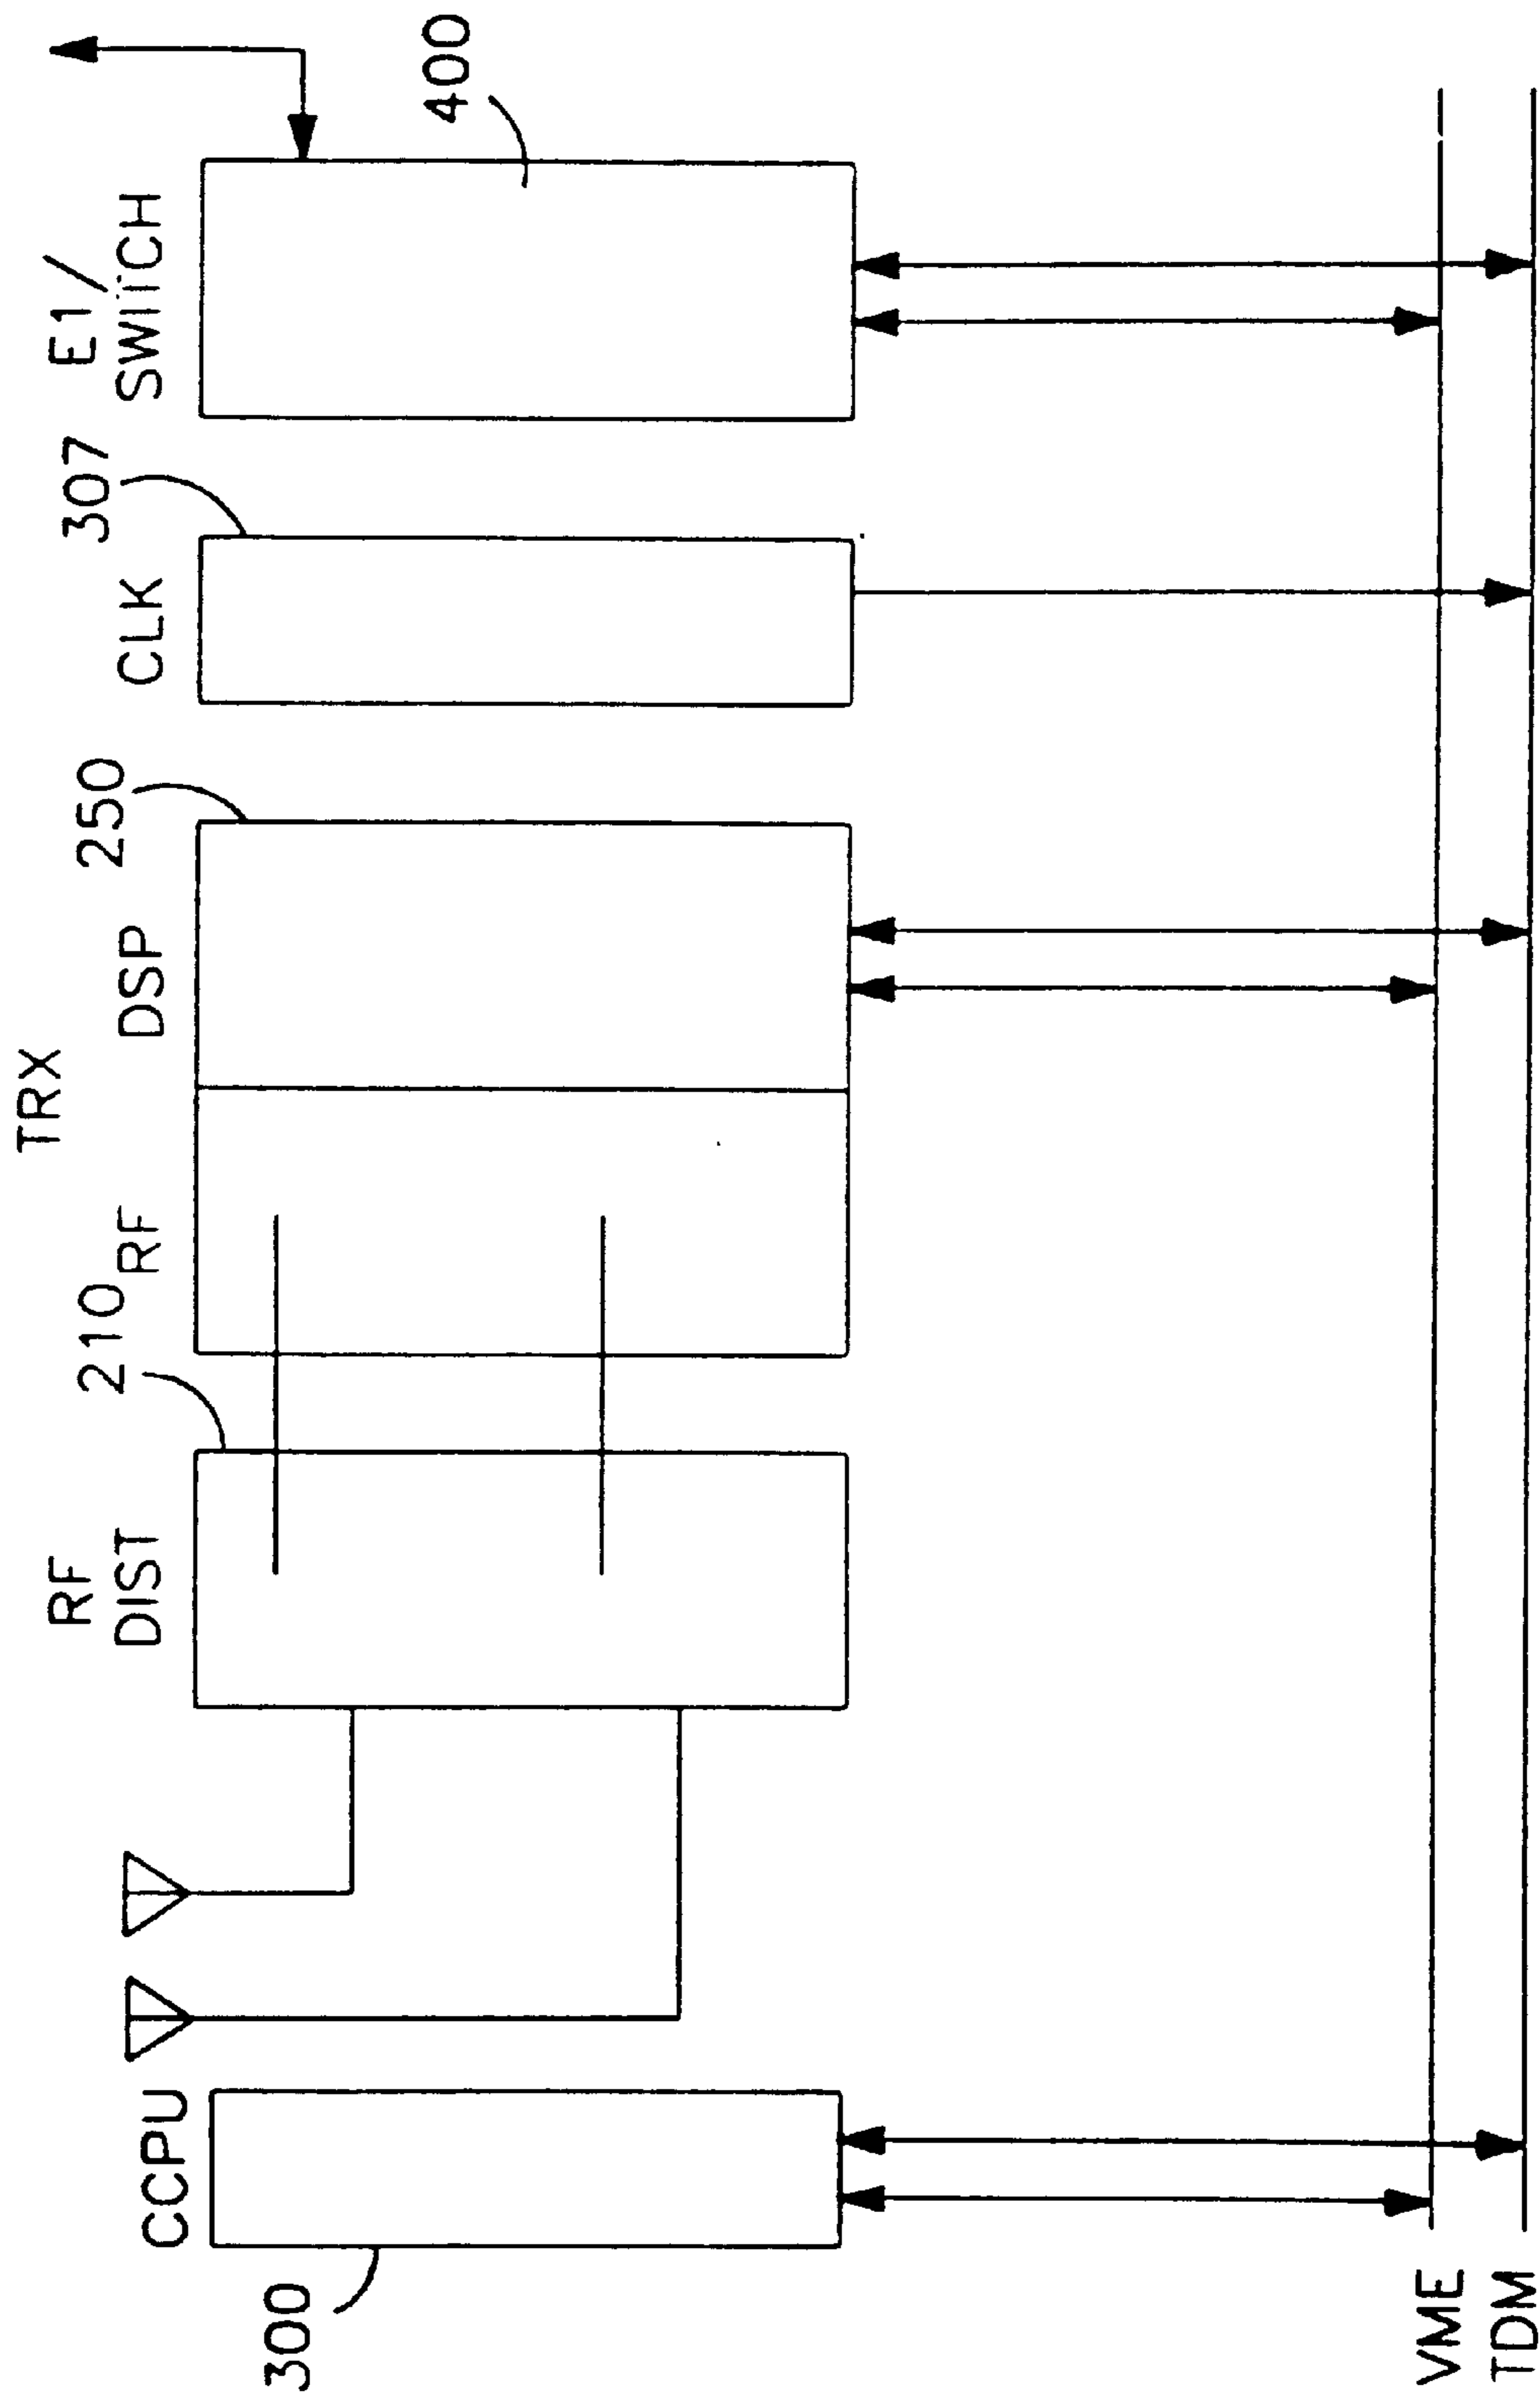 CCPU
300
RF
DIST
210
TRX
RF
DSP
250
CLK
307
E1/
SWITCH
400
VME
TDM